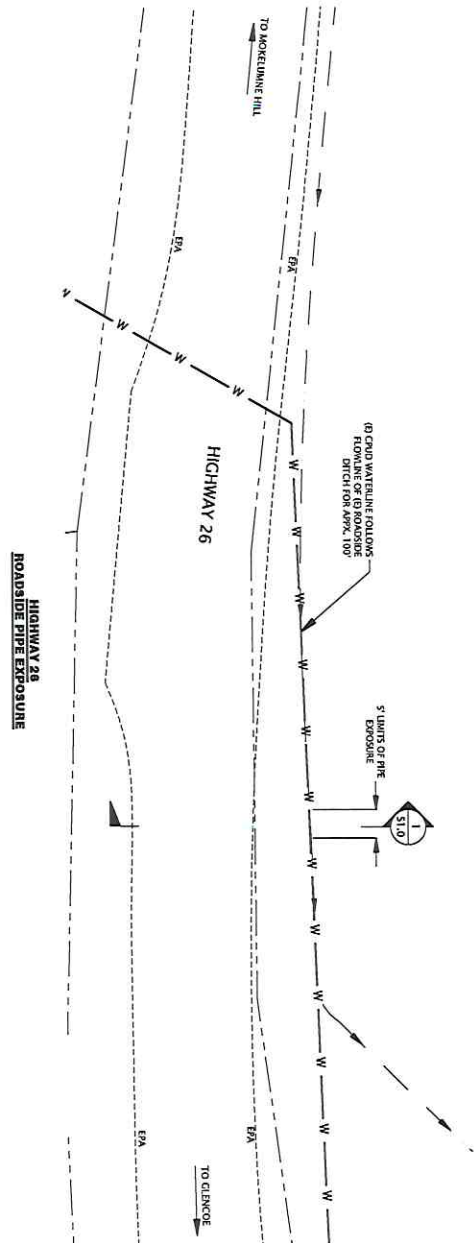 TO MOKELUMNE HILL
EPA
EPA
W
W
W
W
(E) CPUD WATERLINE FOLLOWS
FLOWLINE OF (E) ROADSIDE
DITCH FOR APPX. 100'
HIGHWAY 26
W
W
W
W
W
W
5' LIMITS OF PIPE
EXPOSURE
1
S1.0
W
W
W
W
W
W
EPA
EPA
TO GLENCOE
HIGHWAY 26
ROADSIDE PIPE EXPOSURE